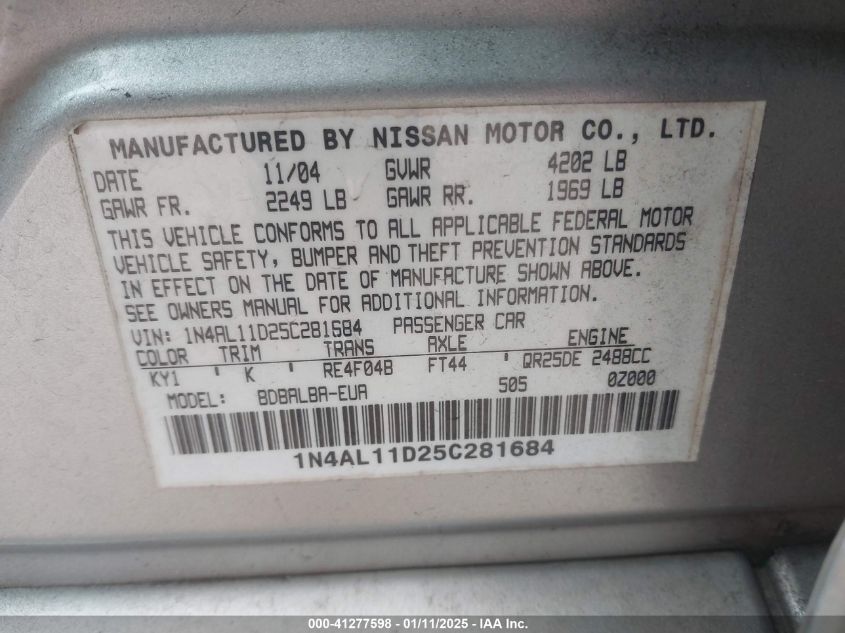 MANUFACTURED BY NISSAN MOTOR CO., LTD.
DATE 11/04 GVWR 4202 LB
GAWR FR. 2249 LB GAWR RR. 1969 LB
THIS VEHICLE CONFORMS TO ALL APPLICABLE FEDERAL MOTOR
VEHICLE SAFETY, BUMPER AND THEFT PREVENTION STANDARDS
IN EFFECT ON THE DATE OF MANUFACTURE SHOWN ABOVE.
SEE OWNERS MANUAL FOR ADDITIONAL INFORMATION.
VIN: 1N4AL11D25C281684 PASSENGER CAR
COLOR TRIM TRANS AXLE ENGINE
KY1 ' K ' RE4F04B FT44 ' QR25DE 2488CC
MODEL: BDBALBA-EUA 505 0Z000
1N4AL11D25C281684
000-41277598 - 01/11/2025 - IAA Inc.